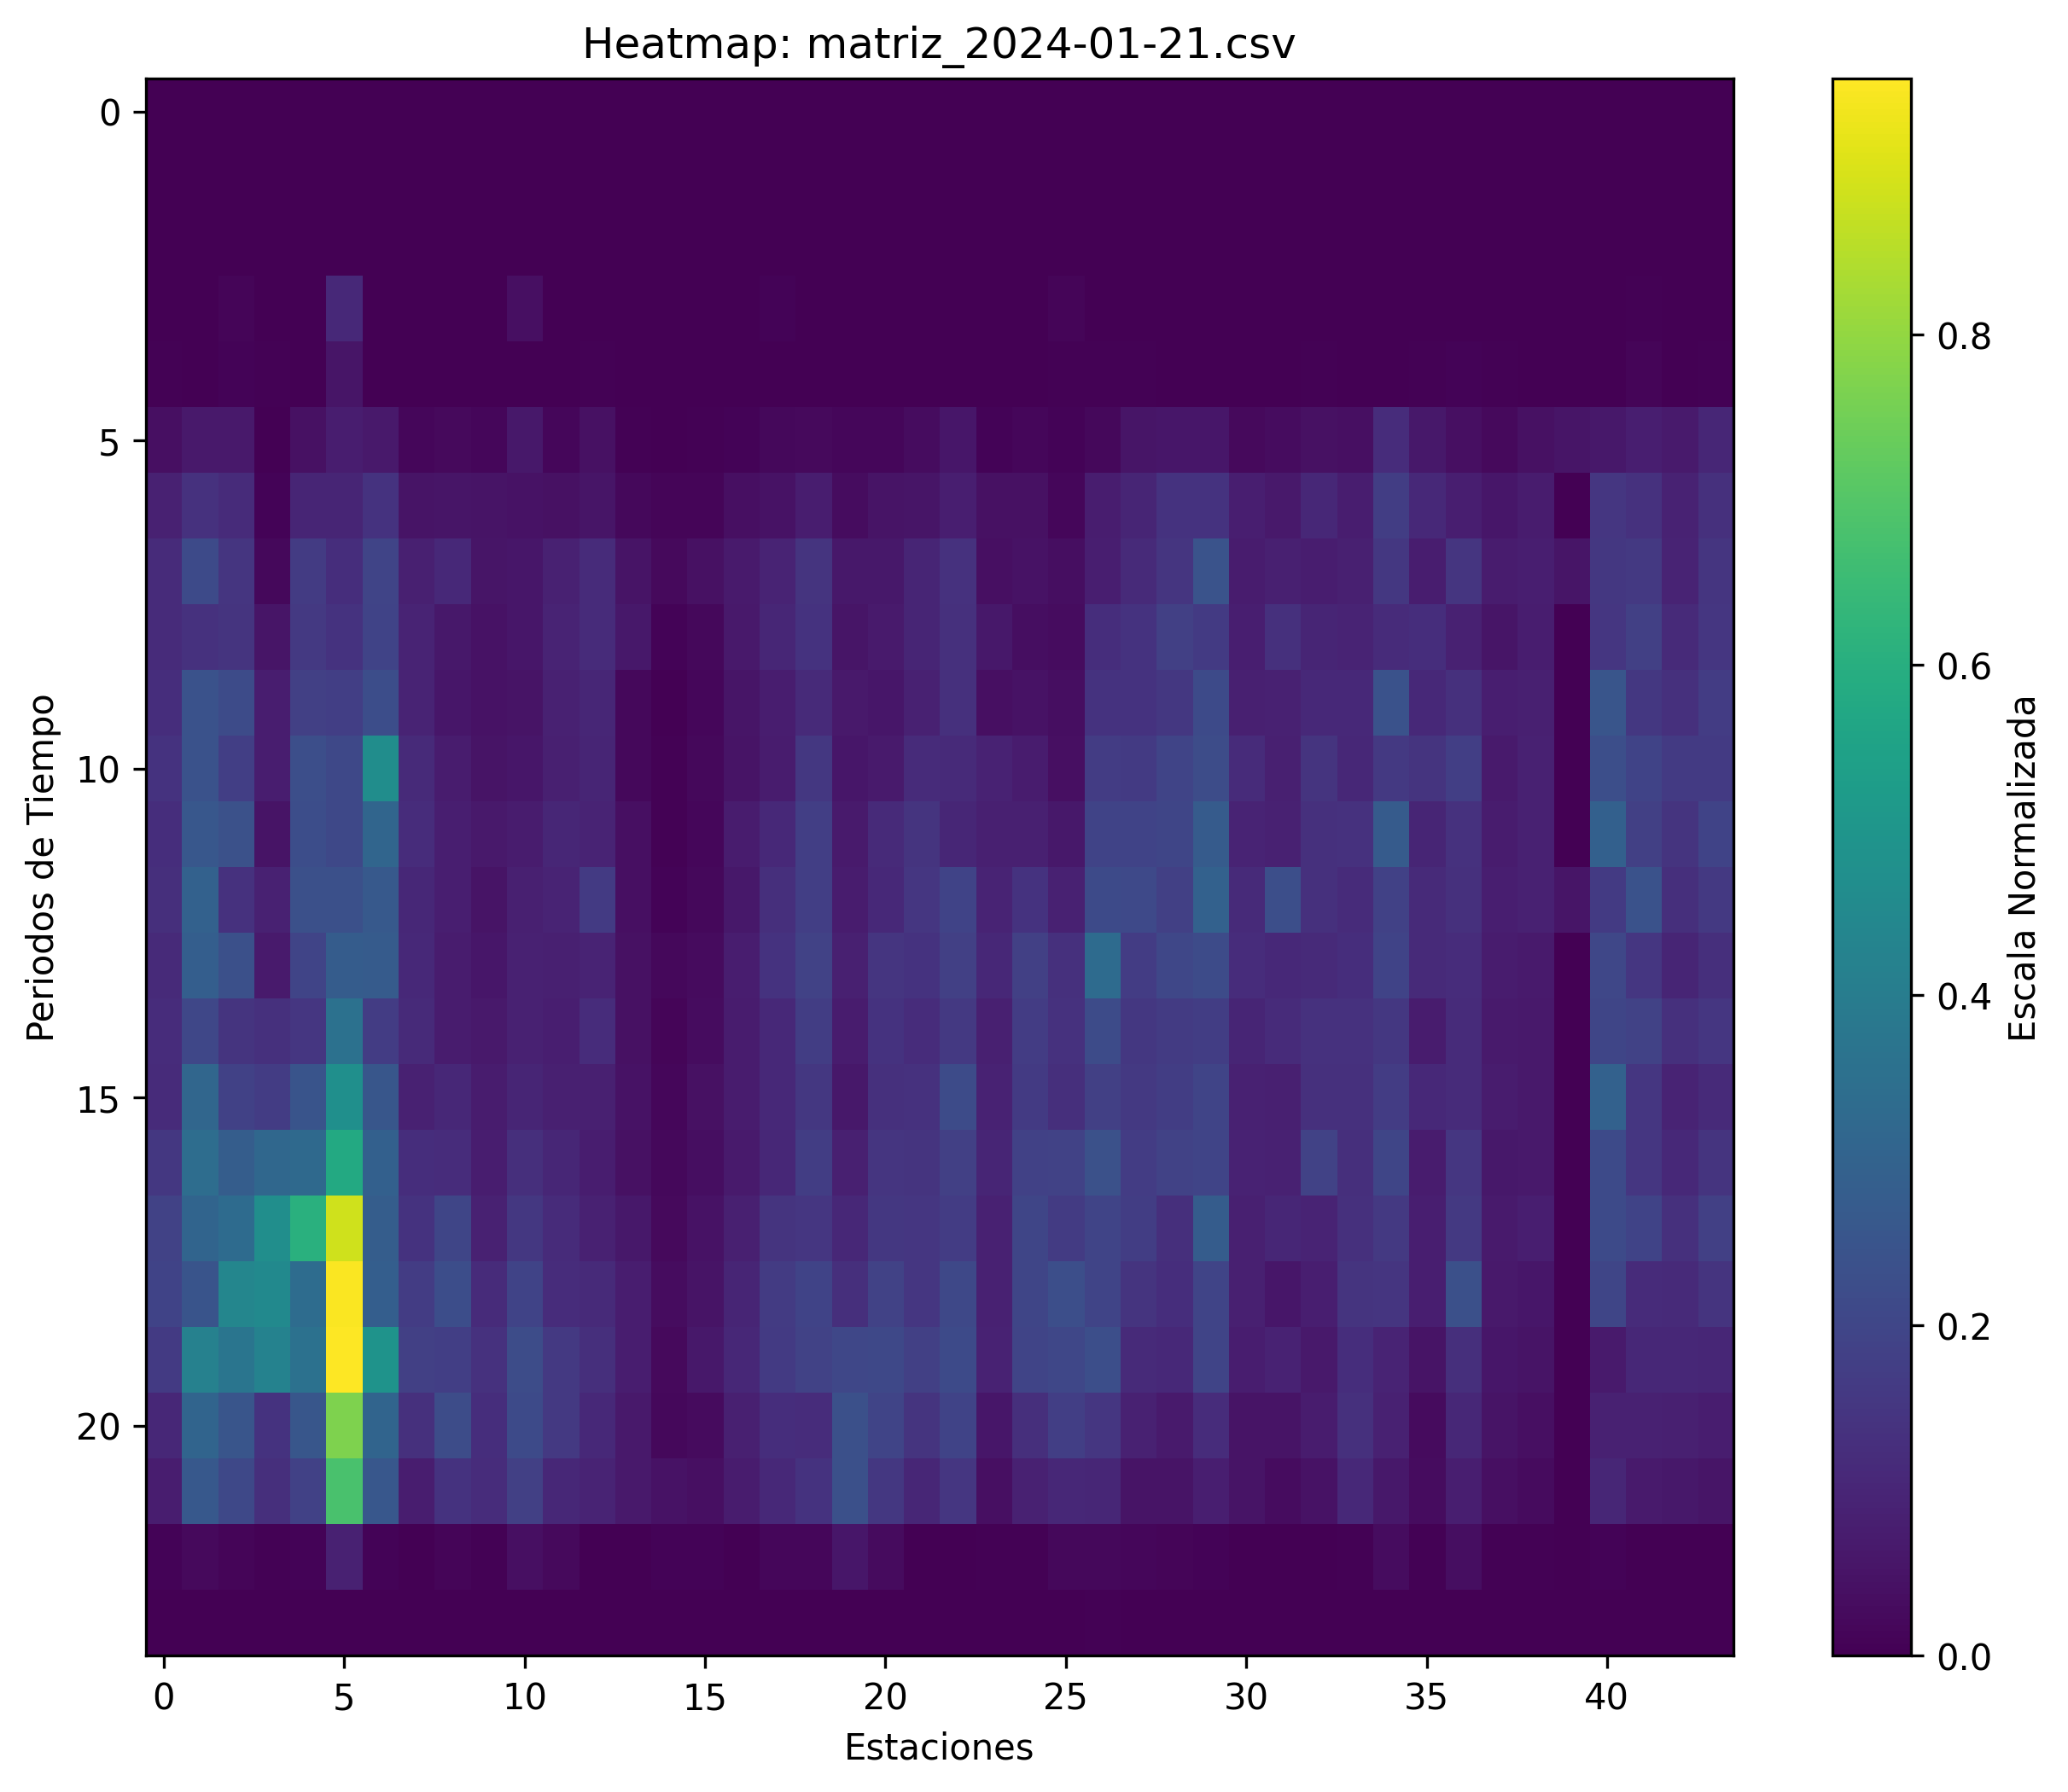 Heatmap: matriz_2024-01-21.csv
Periodos de Tiempo
0
5
10
15
20
0 5 10 15 20 25 30 35 40
Estaciones
0.8
0.6
0.4
0.2
0.0
Escala Normalizada